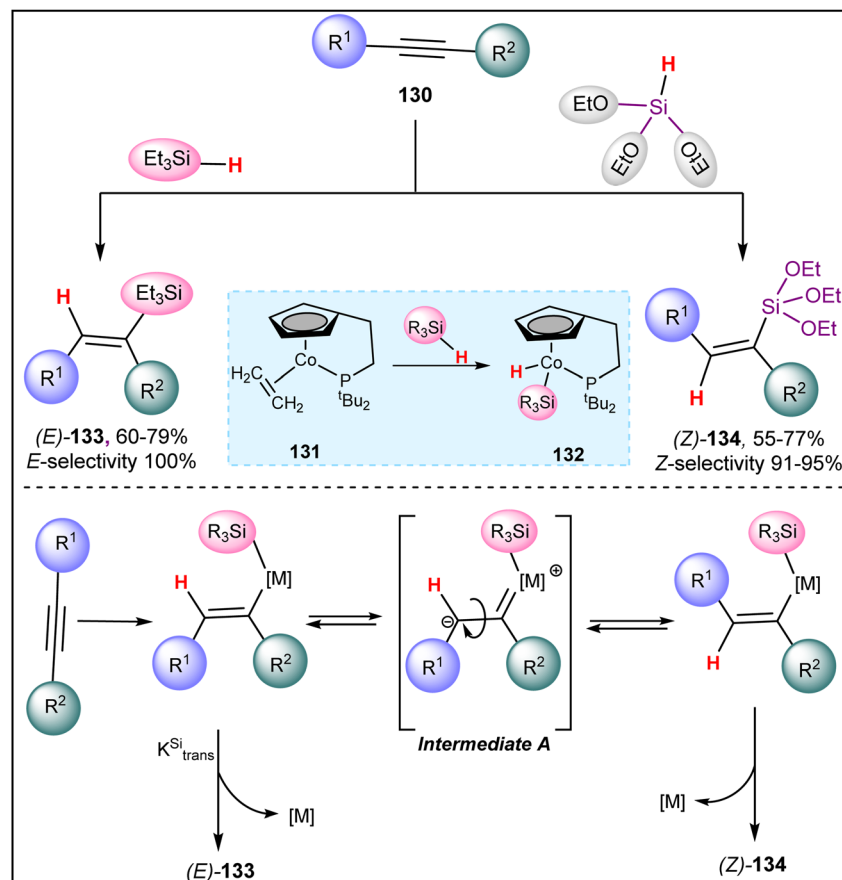 R¹
R²
130
H
EtO
Si
EtO
EtO
Et₃Si
H
H
Et₃Si
R¹
R²
(E)-133, 60-79%
E-selectivity 100%
R₃Si
H
Co
P
ᵗBu₂
H₂C
CH₂
131
H
Co
P
ᵗBu₂
R₃Si
132
OEt
OEt
OEt
Si
R¹
H
R²
(Z)-134, 55-77%
Z-selectivity 91-95%
R¹
R²
R₃Si
[M]
H
R¹
R²
R₃Si
[M] ⊕
H
⊖
R¹
R²
Intermediate A
R₃Si
[M]
R¹
H
R²
K^Si_trans
[M]
(E)-133
[M]
(Z)-134